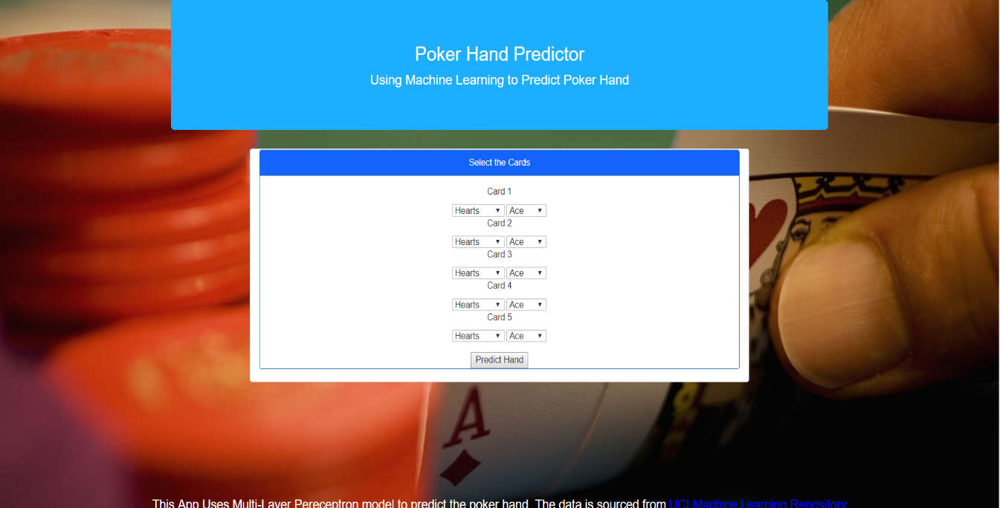 Poker Hand Predictor
Using Machine Learning to Predict Poker Hand
Select the Cards
Card 1
Hearts Ace
Card 2
Hearts Ace
Card 3
Hearts Ace
Card 4
Hearts Ace
Card 5
Hearts Ace
Predict Hand
A
This App Uses Multi-Layer Pereceptron model to predict the poker hand. The data is sourced from UCI Machine Learning Repository